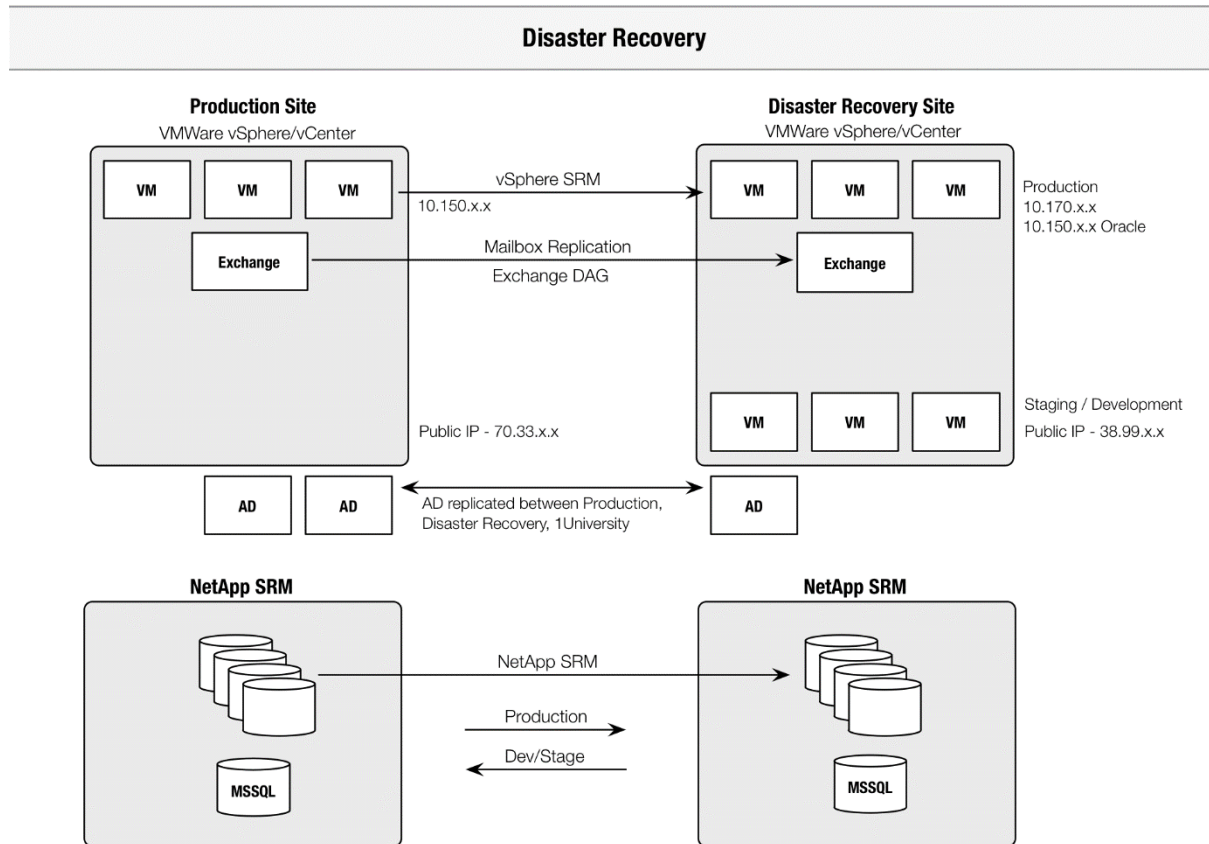 Disaster Recovery
Production Site
VMWare vSphere/vCenter
Disaster Recovery Site
VMWare vSphere/vCenter
VM
VM
VM
vSphere SRM
10.150.x.x
VM
VM
VM
Production
10.170.x.x
10.150.x.x Oracle
Exchange
Mailbox Replication
Exchange DAG
Exchange
Public IP - 70.33.x.x
VM
VM
VM
Staging / Development
Public IP - 38.99.x.x
AD
AD
AD replicated between Production,
Disaster Recovery, 1University
AD
NetApp SRM
NetApp SRM
NetApp SRM
Production
Dev/Stage
MSSQL
MSSQL